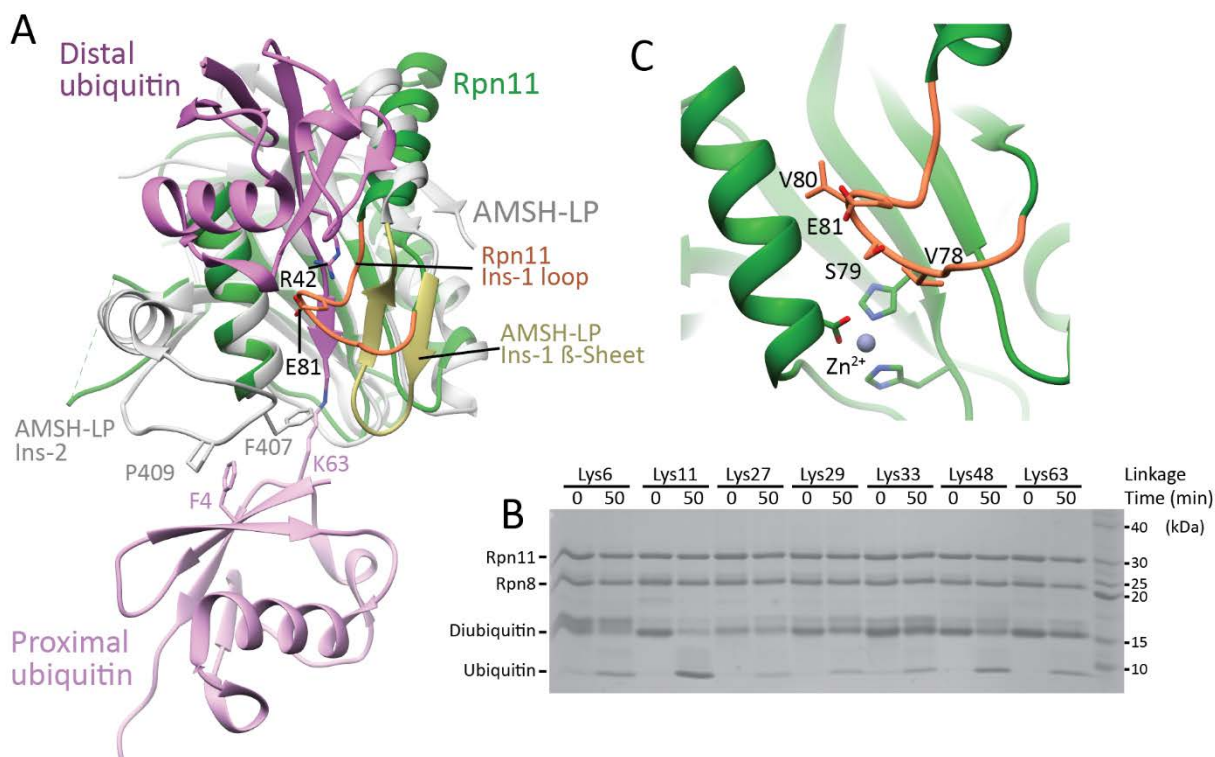 A
Distal
ubiquitin
Rpn11
AMSH-LP
R42
Rpn11
Ins-1 loop
E81
AMSH-LP
Ins-1 ß-Sheet
AMSH-LP
Ins-2
F407
P409
K63
F4
Proximal
ubiquitin
C
V80
E81
S79
V78
Zn²⁺
B
Lys6 Lys11 Lys27 Lys29 Lys33 Lys48 Lys63 Linkage
0 50 0 50 0 50 0 50 0 50 0 50 0 50 Time (min)
40 (kDa)
Rpn11
30
Rpn8
25
20
Diubiquitin
15
Ubiquitin
10